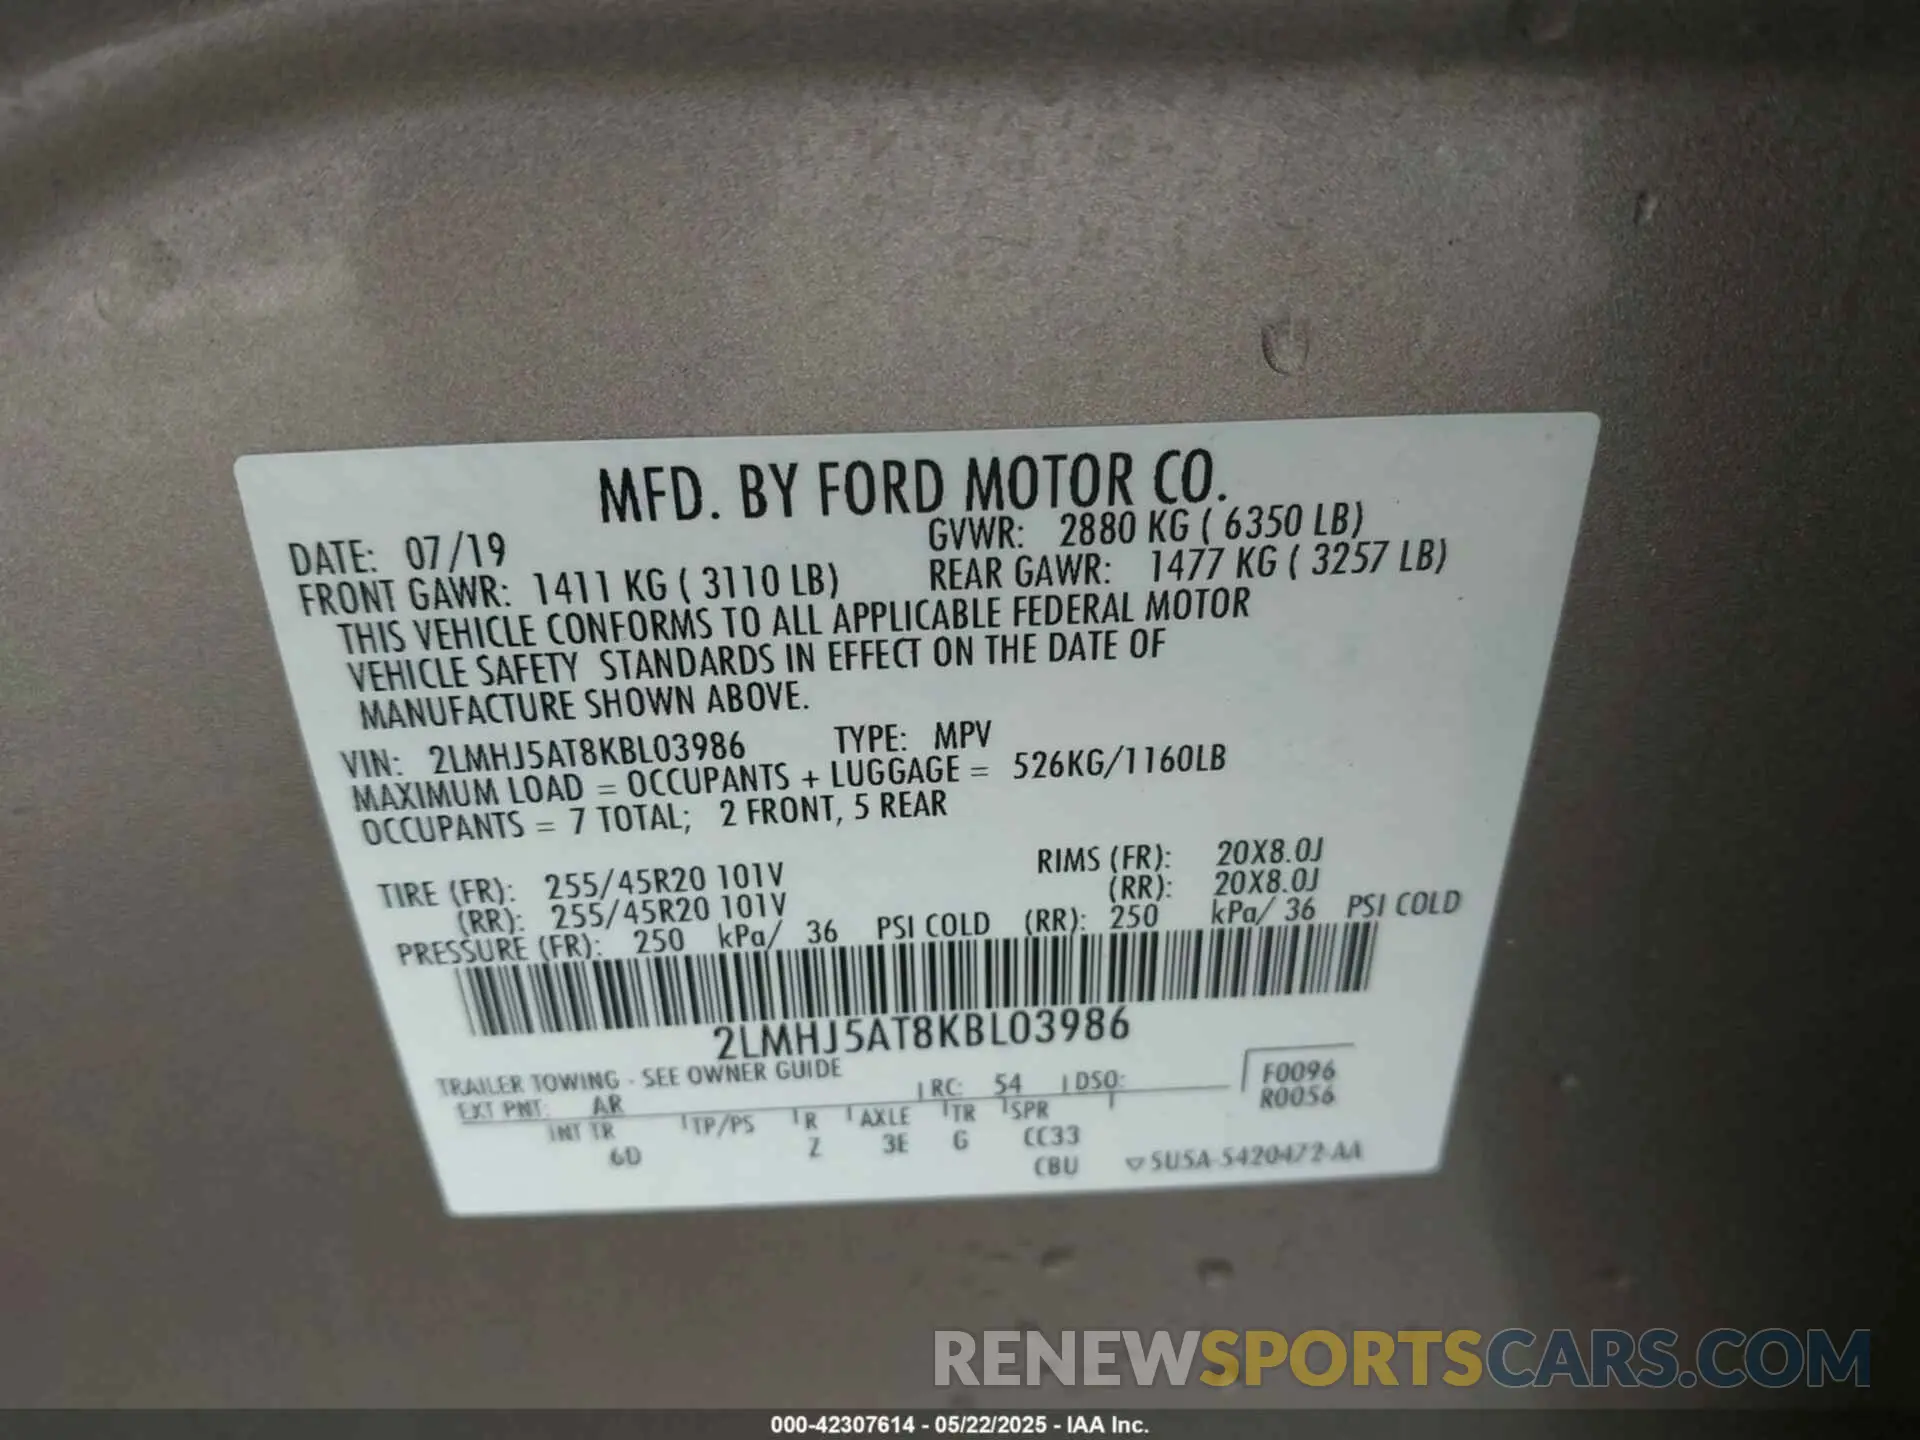 MFD. BY FORD MOTOR CO.
DATE: 07/19 GVWR: 2880 KG ( 6350 LB)
FRONT GAWR: 1411 KG ( 3110 LB) REAR GAWR: 1477 KG ( 3257 LB)
THIS VEHICLE CONFORMS TO ALL APPLICABLE FEDERAL MOTOR
VEHICLE SAFETY STANDARDS IN EFFECT ON THE DATE OF
MANUFACTURE SHOWN ABOVE.
VIN: 2LMHJ5AT8KBL03986 TYPE: MPV
MAXIMUM LOAD = OCCUPANTS + LUGGAGE = 526KG/1160LB
OCCUPANTS = 7 TOTAL; 2 FRONT, 5 REAR
TIRE (FR): 255/45R20 101V RIMS (FR): 20X8.0J
(RR): 255/45R20 101V (RR): 20X8.0J
PRESSURE (FR): 250 kPa/ 36 PSI COLD (RR): 250 kPa/ 36 PSI COLD
2LMHJ5AT8KBL03986
TRAILER TOWING - SEE OWNER GUIDE
EXT PNT: AR RC: 54 DSO: F0096
R0056
INT TR TP/PS R AXLE TR SPR
6D Z 3E G CC33
CBU ▽5U5A-5420472-AA
RENEWSPORTSCARS.COM
000-42307614 - 05/22/2025 - IAA Inc.